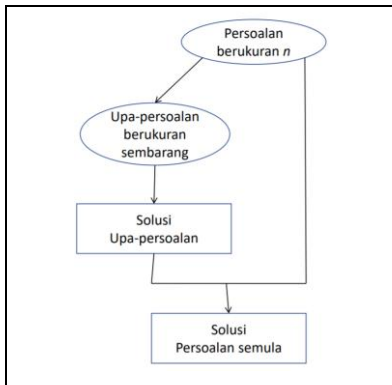 Persoalan
berukuran n
Upa-persoalan
berukuran
sembarang
Solusi
Upa-persoalan
Solusi
Persoalan semula